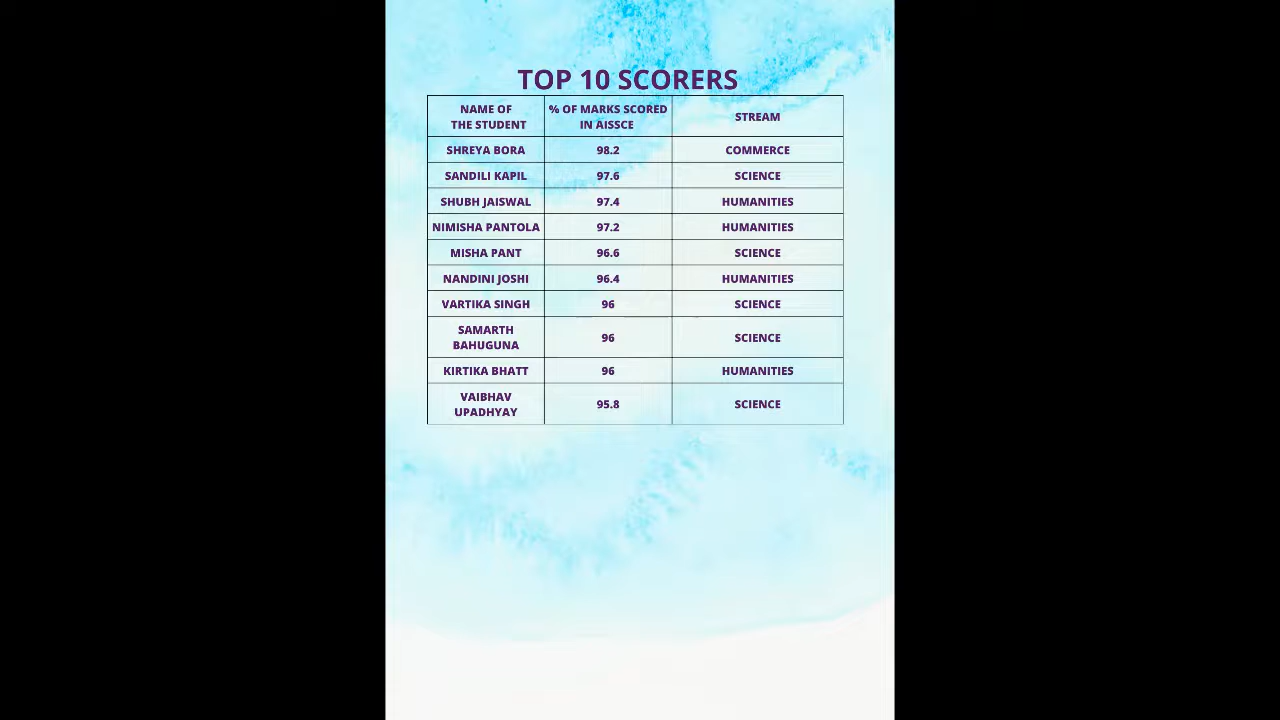 TOP 10 SCORERS
NAME OF THE STUDENT % OF MARKS SCORED IN AISSCE STREAM
SHREYA BORA 98.2 COMMERCE
SANDILI KAPIL 97.6 SCIENCE
SHUBH JAISWAL 97.4 HUMANITIES
NIMISHA PANTOLA 97.2 HUMANITIES
MISHA PANT 96.6 SCIENCE
NANDINI JOSHI 96.4 HUMANITIES
VARTIKA SINGH 96 SCIENCE
SAMARTH BAHUGUNA 96 SCIENCE
KIRTIKA BHATT 96 HUMANITIES
VAIBHAV UPADHYAY 95.8 SCIENCE